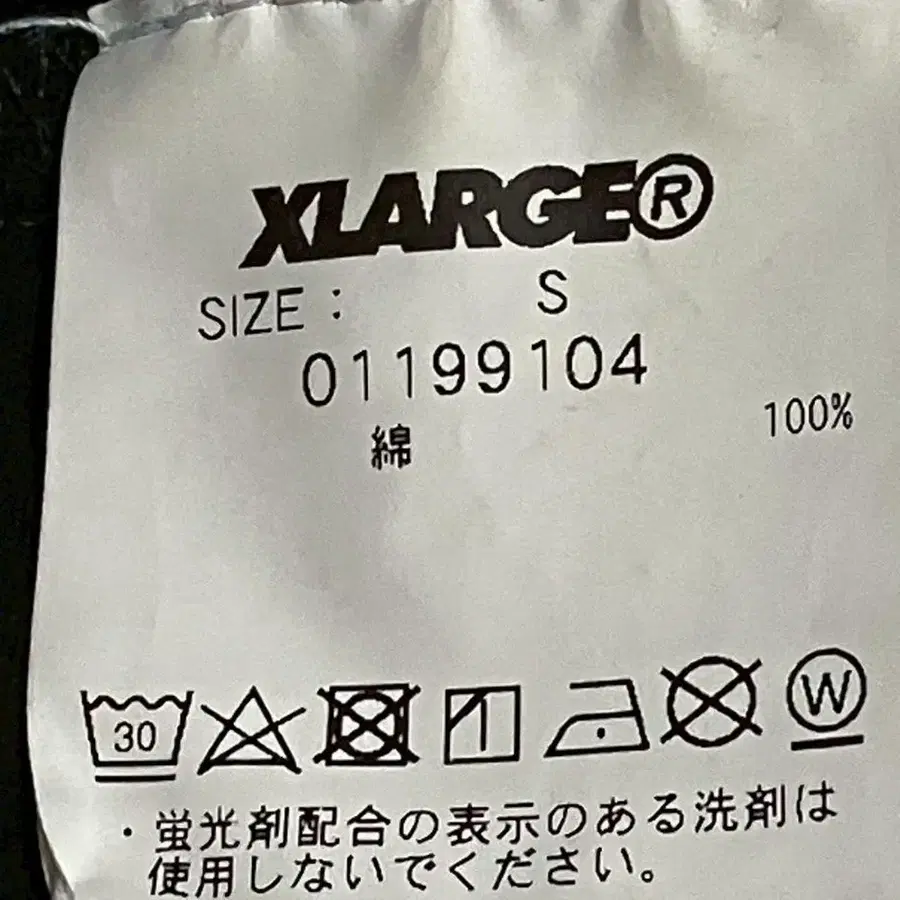 XLARGE®
SIZE : S
01199104
綿 100%
30 W
・蛍光剤配合の表示のある洗剤は
使用しないでください。